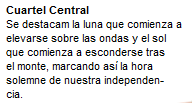 Cuartel Central
Se destacam la luna que comienza a
elevarse sobre las ondas y el sol
que comienza a esconderse tras
el monte, marcando así la hora
solemne de nuestra independen-
cia.